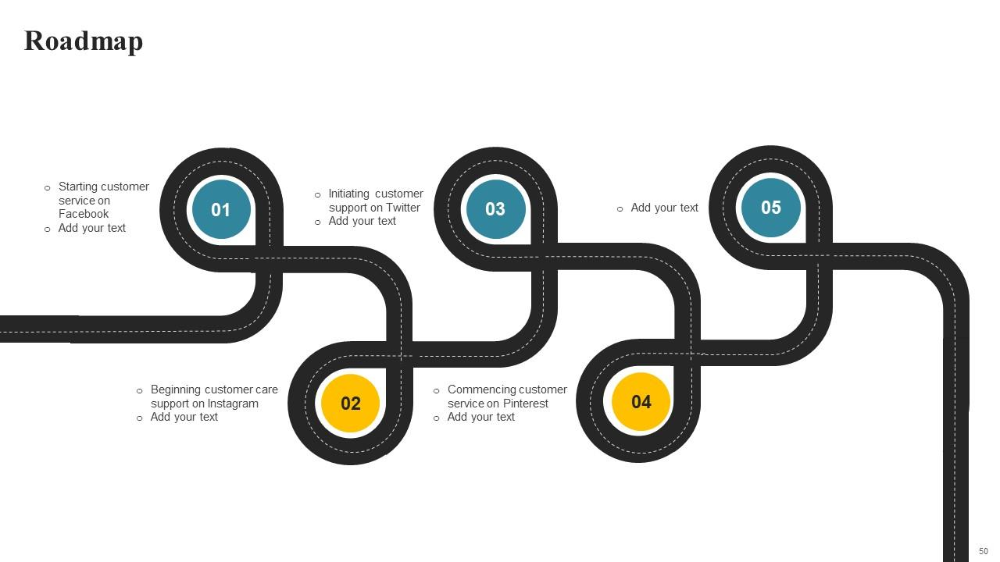 Roadmap
o Starting customer
service on
Facebook
o Add your text
01
o Initiating customer
support on Twitter
o Add your text
03
o Add your text
05
o Beginning customer care
support on Instagram
o Add your text
02
o Commencing customer
service on Pinterest
o Add your text
04
50